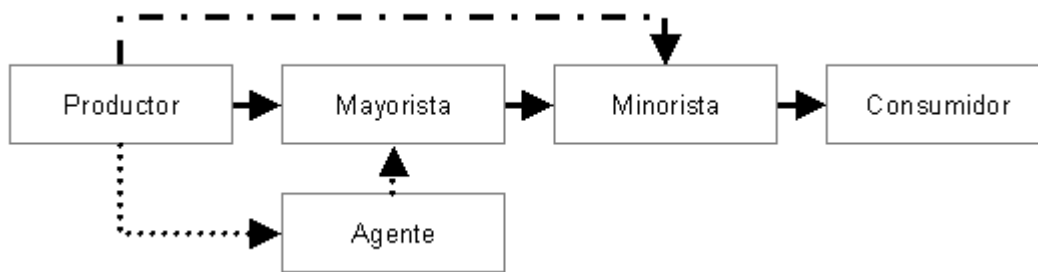 Productor
Mayorista
Minorista
Consumidor
Agente